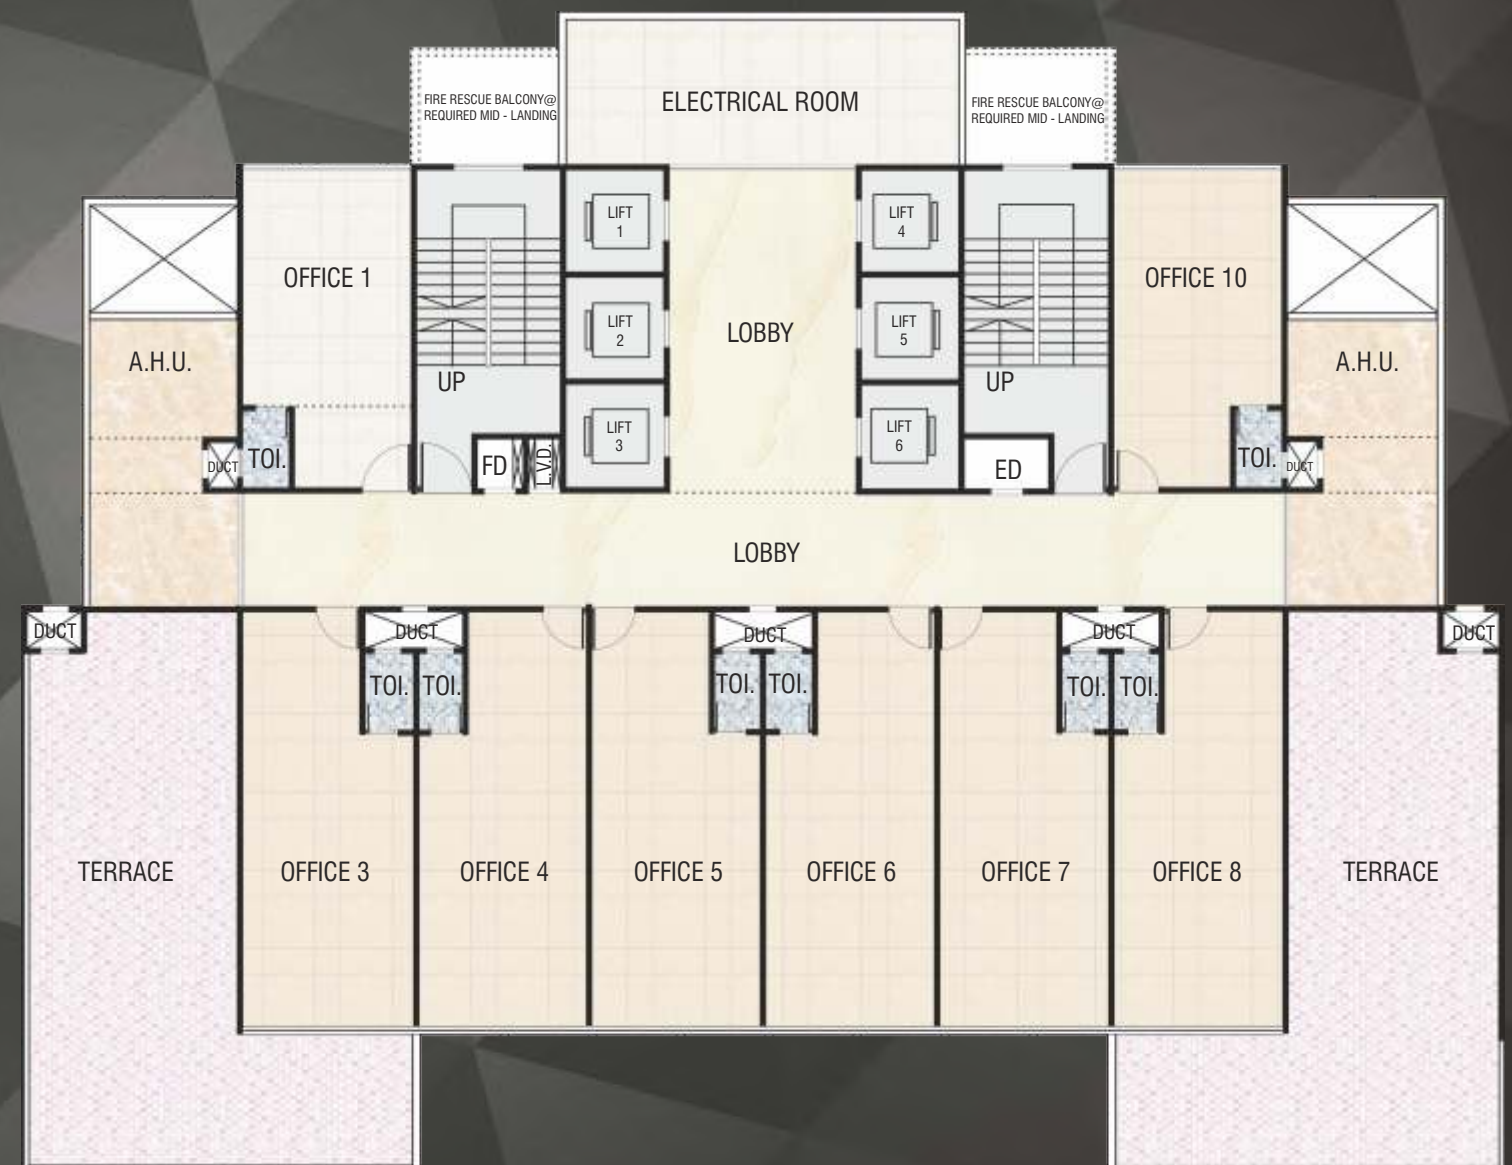 FIRE RESCUE BALCONY@
REQUIRED MID - LANDING
ELECTRICAL ROOM
FIRE RESCUE BALCONY@
REQUIRED MID - LANDING
LIFT
1
LIFT
4
OFFICE 1
OFFICE 10
LIFT
2
LOBBY
LIFT
5
A.H.U.
A.H.U.
UP
UP
LIFT
3
LIFT
6
DUCT
TOI.
FD
L.V.D.
ED
TOI.
DUCT
LOBBY
DUCT
DUCT
DUCT
DUCT
DUCT
TOI.
TOI.
TOI.
TOI.
TOI.
TOI.
TERRACE
OFFICE 3
OFFICE 4
OFFICE 5
OFFICE 6
OFFICE 7
OFFICE 8
TERRACE